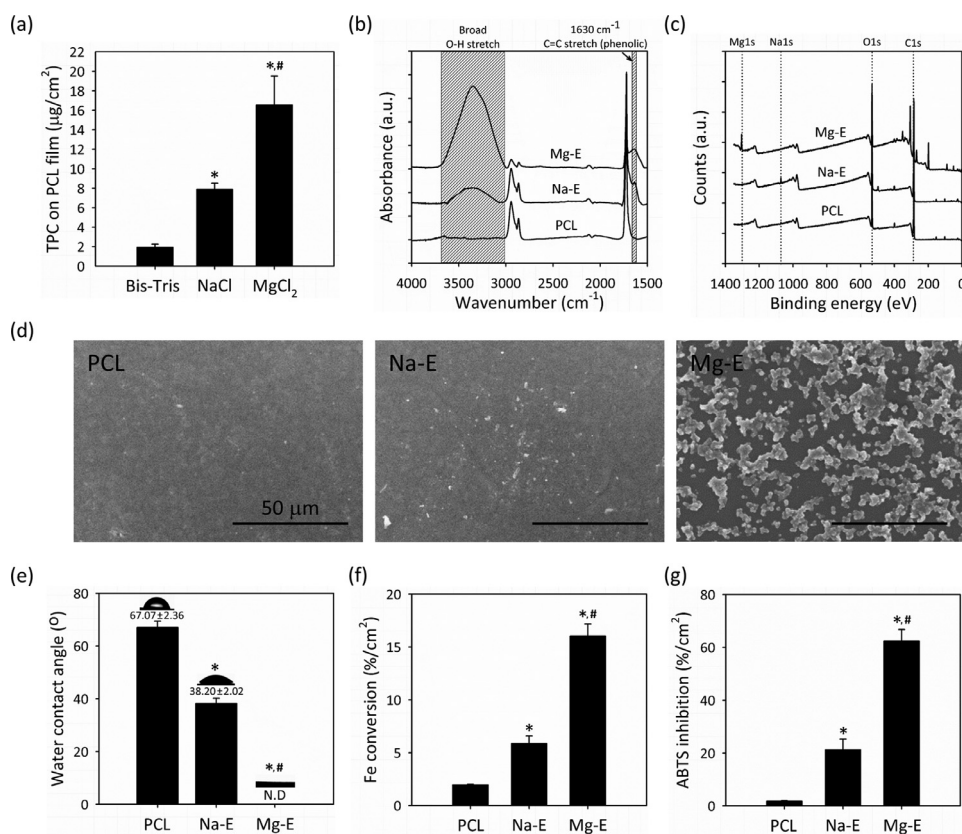 (a)
TPC on PCL film (μg/cm²)
22
20
18
16
14
12
10
8
6
4
2
0
*
*,#
Bis-Tris NaCl MgCl₂
(b)
Broad
O-H stretch
1630 cm⁻¹
C=C stretch (phenolic)
Absorbance (a.u.)
Mg-E
Na-E
PCL
4000 3500 3000 2500 2000 1500
Wavenumber (cm⁻¹)
(c)
Mg1s Na1s O1s C1s
Counts (a.u.)
Mg-E
Na-E
PCL
1400 1200 1000 800 600 400 200 0
Binding energy (eV)
(d)
PCL
50 μm
Na-E
Mg-E
(e)
Water contact angle (⁰)
80
60
40
20
0
67.07±2.36
*
38.20±2.02
*,#
N.D
PCL Na-E Mg-E
(f)
Fe conversion (%/cm²)
20
15
10
5
0
*
*,#
PCL Na-E Mg-E
(g)
ABTS inhibition (%/cm²)
80
60
40
20
0
*
*,#
PCL Na-E Mg-E